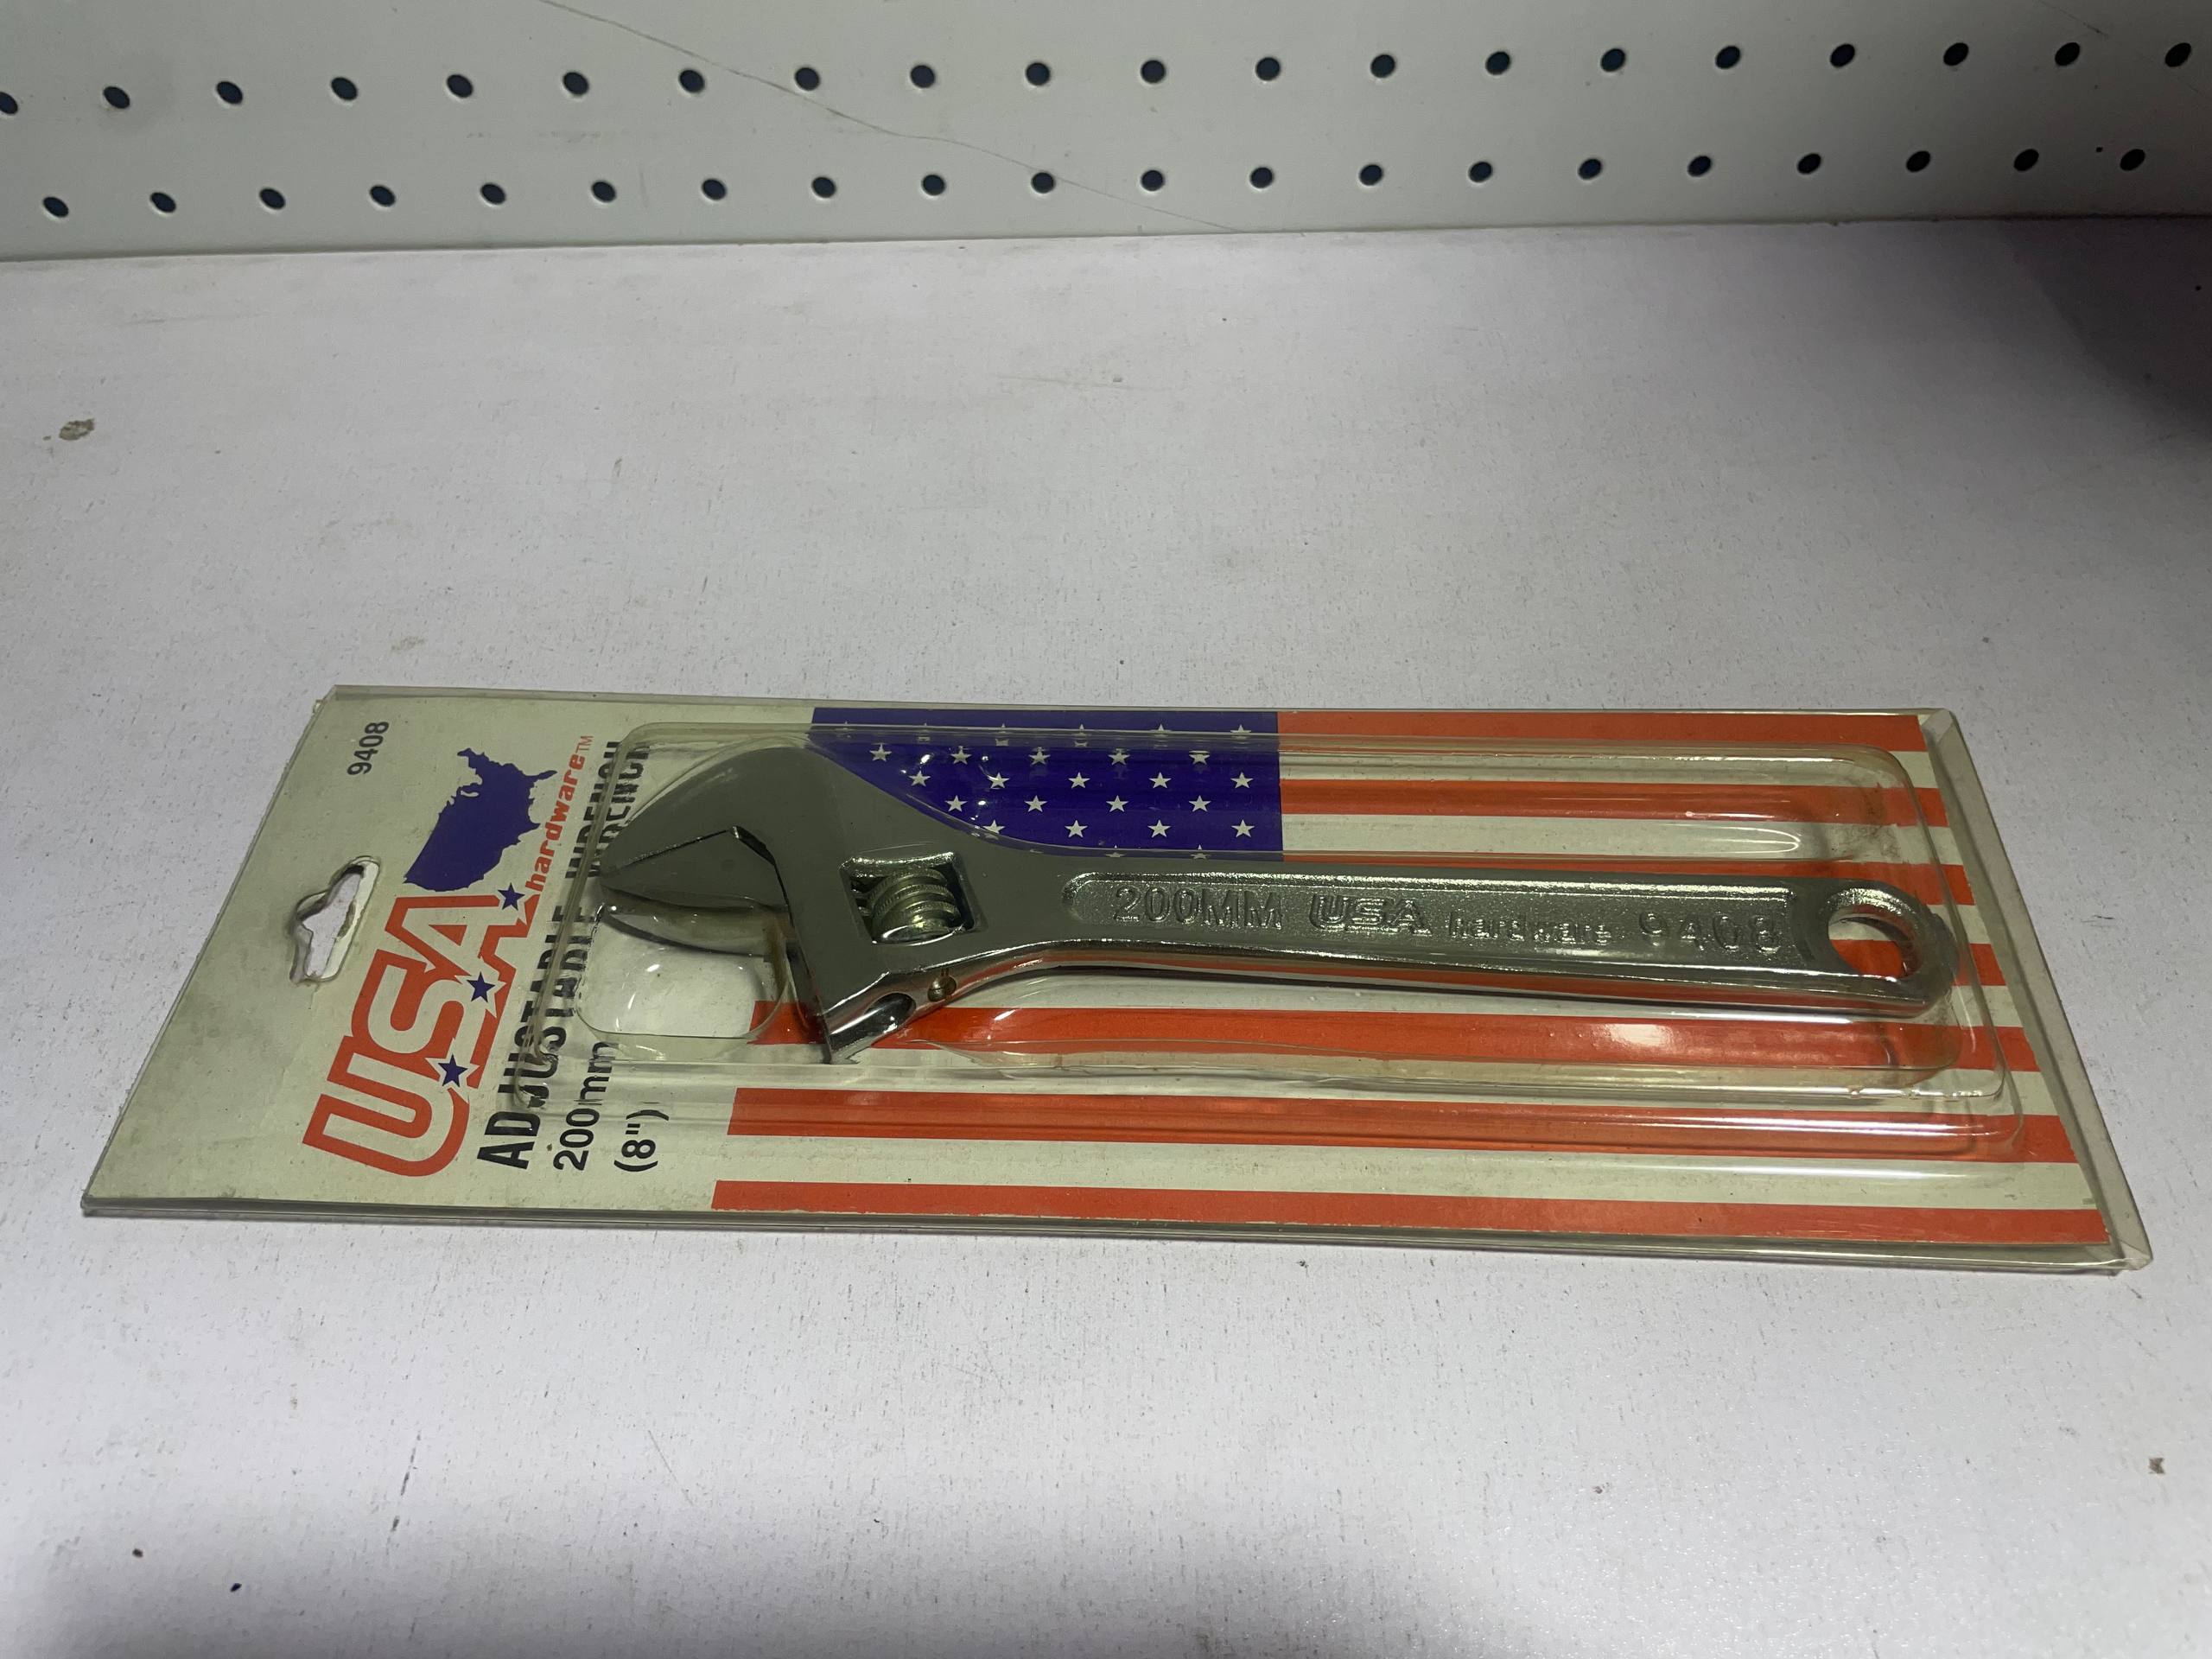 9408
USA
hardware™
ADJUSTABLE WRENCH
200mm
(8")
200MM USA hardware 9408